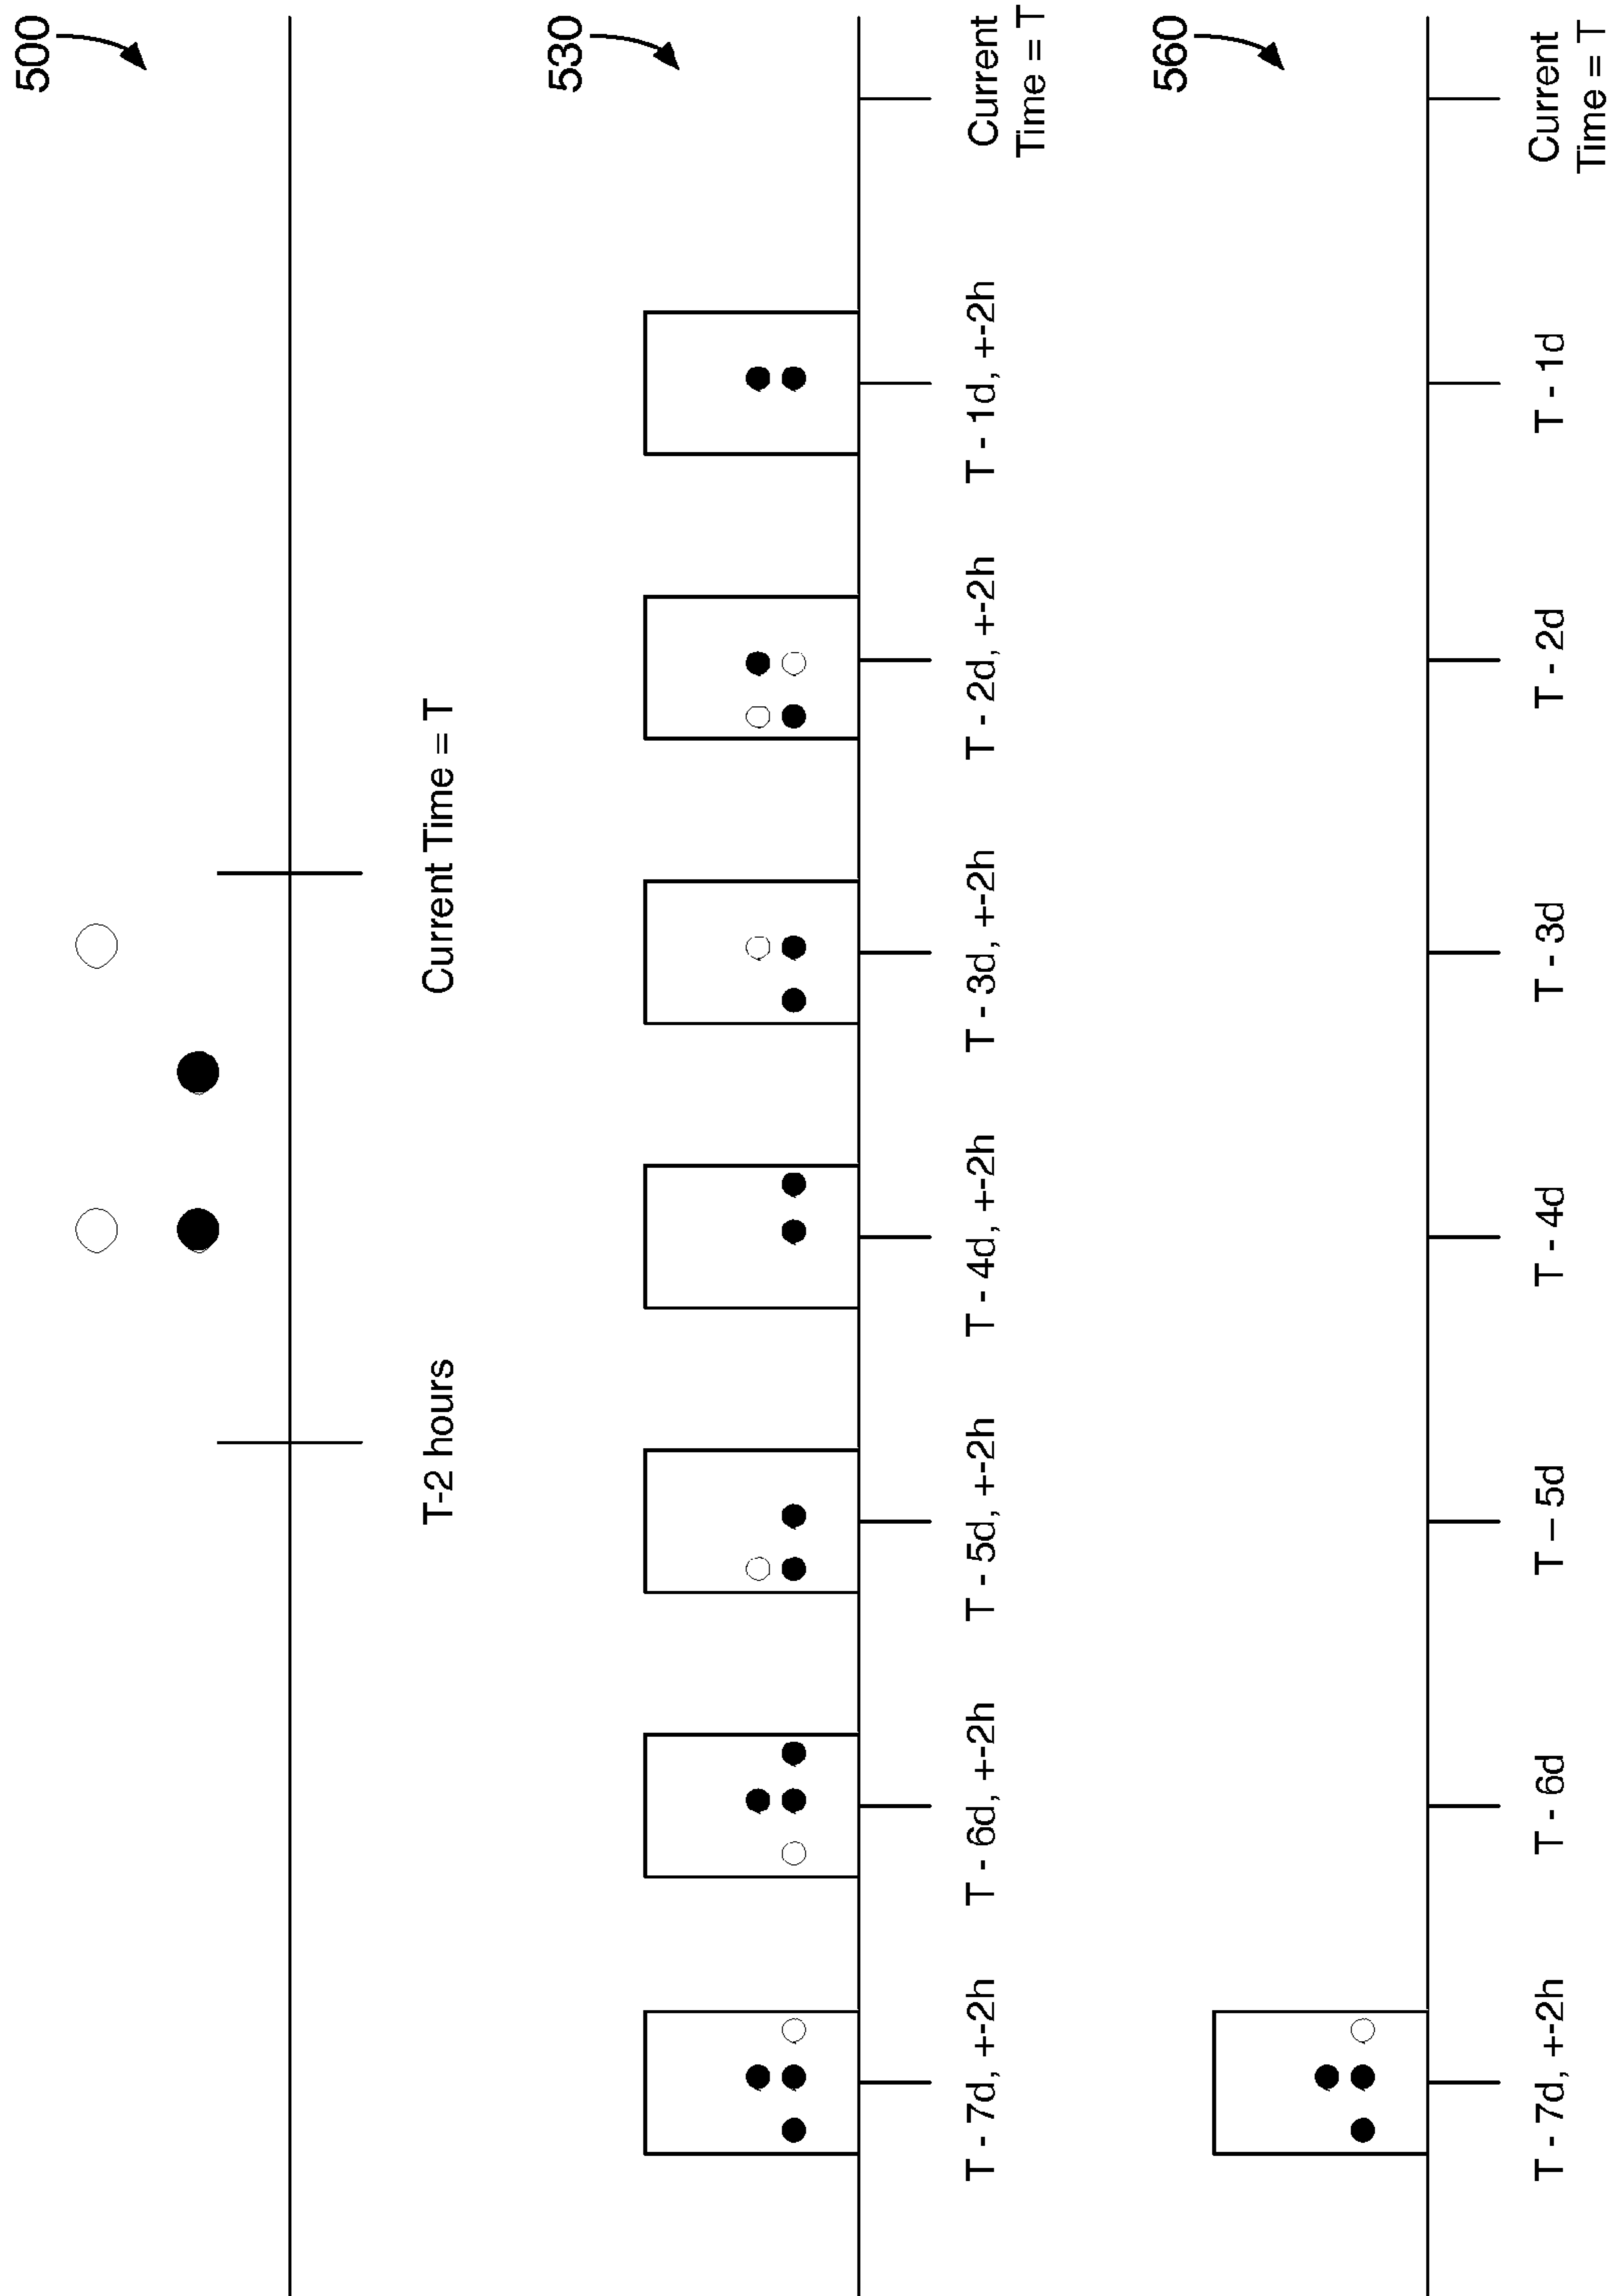 500
T-2 hours
Current Time = T
530
T - 7d, +-2h
T - 6d, +-2h
T - 5d, +-2h
T - 4d, +-2h
T - 3d, +-2h
T - 2d, +-2h
T - 1d, +-2h
Current
Time = T
560
T - 7d, +-2h
T - 6d
T – 5d
T - 4d
T - 3d
T - 2d
T - 1d
Current
Time = T